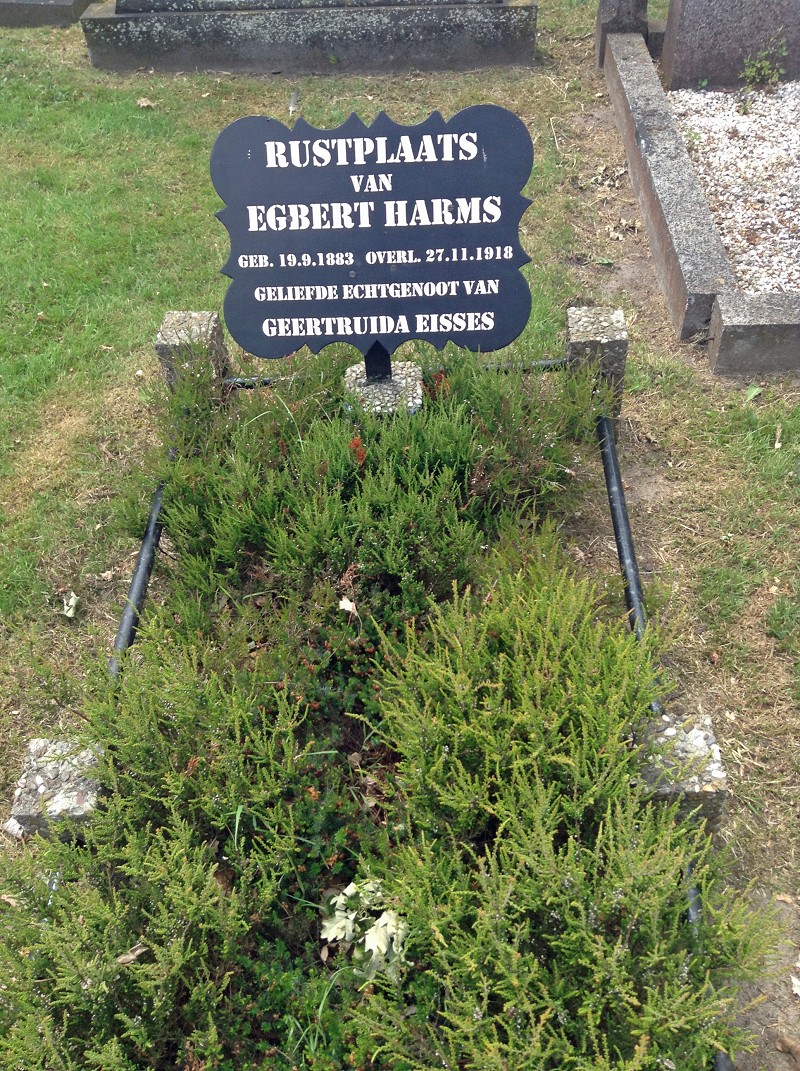 RUSTPLAATS
VAN
EGBERT HARMS
GEB. 19.9.1883 OVERL. 27.11.1918
GELIEFDE ECHTGENOOT VAN
GEERTRUIDA EISSES